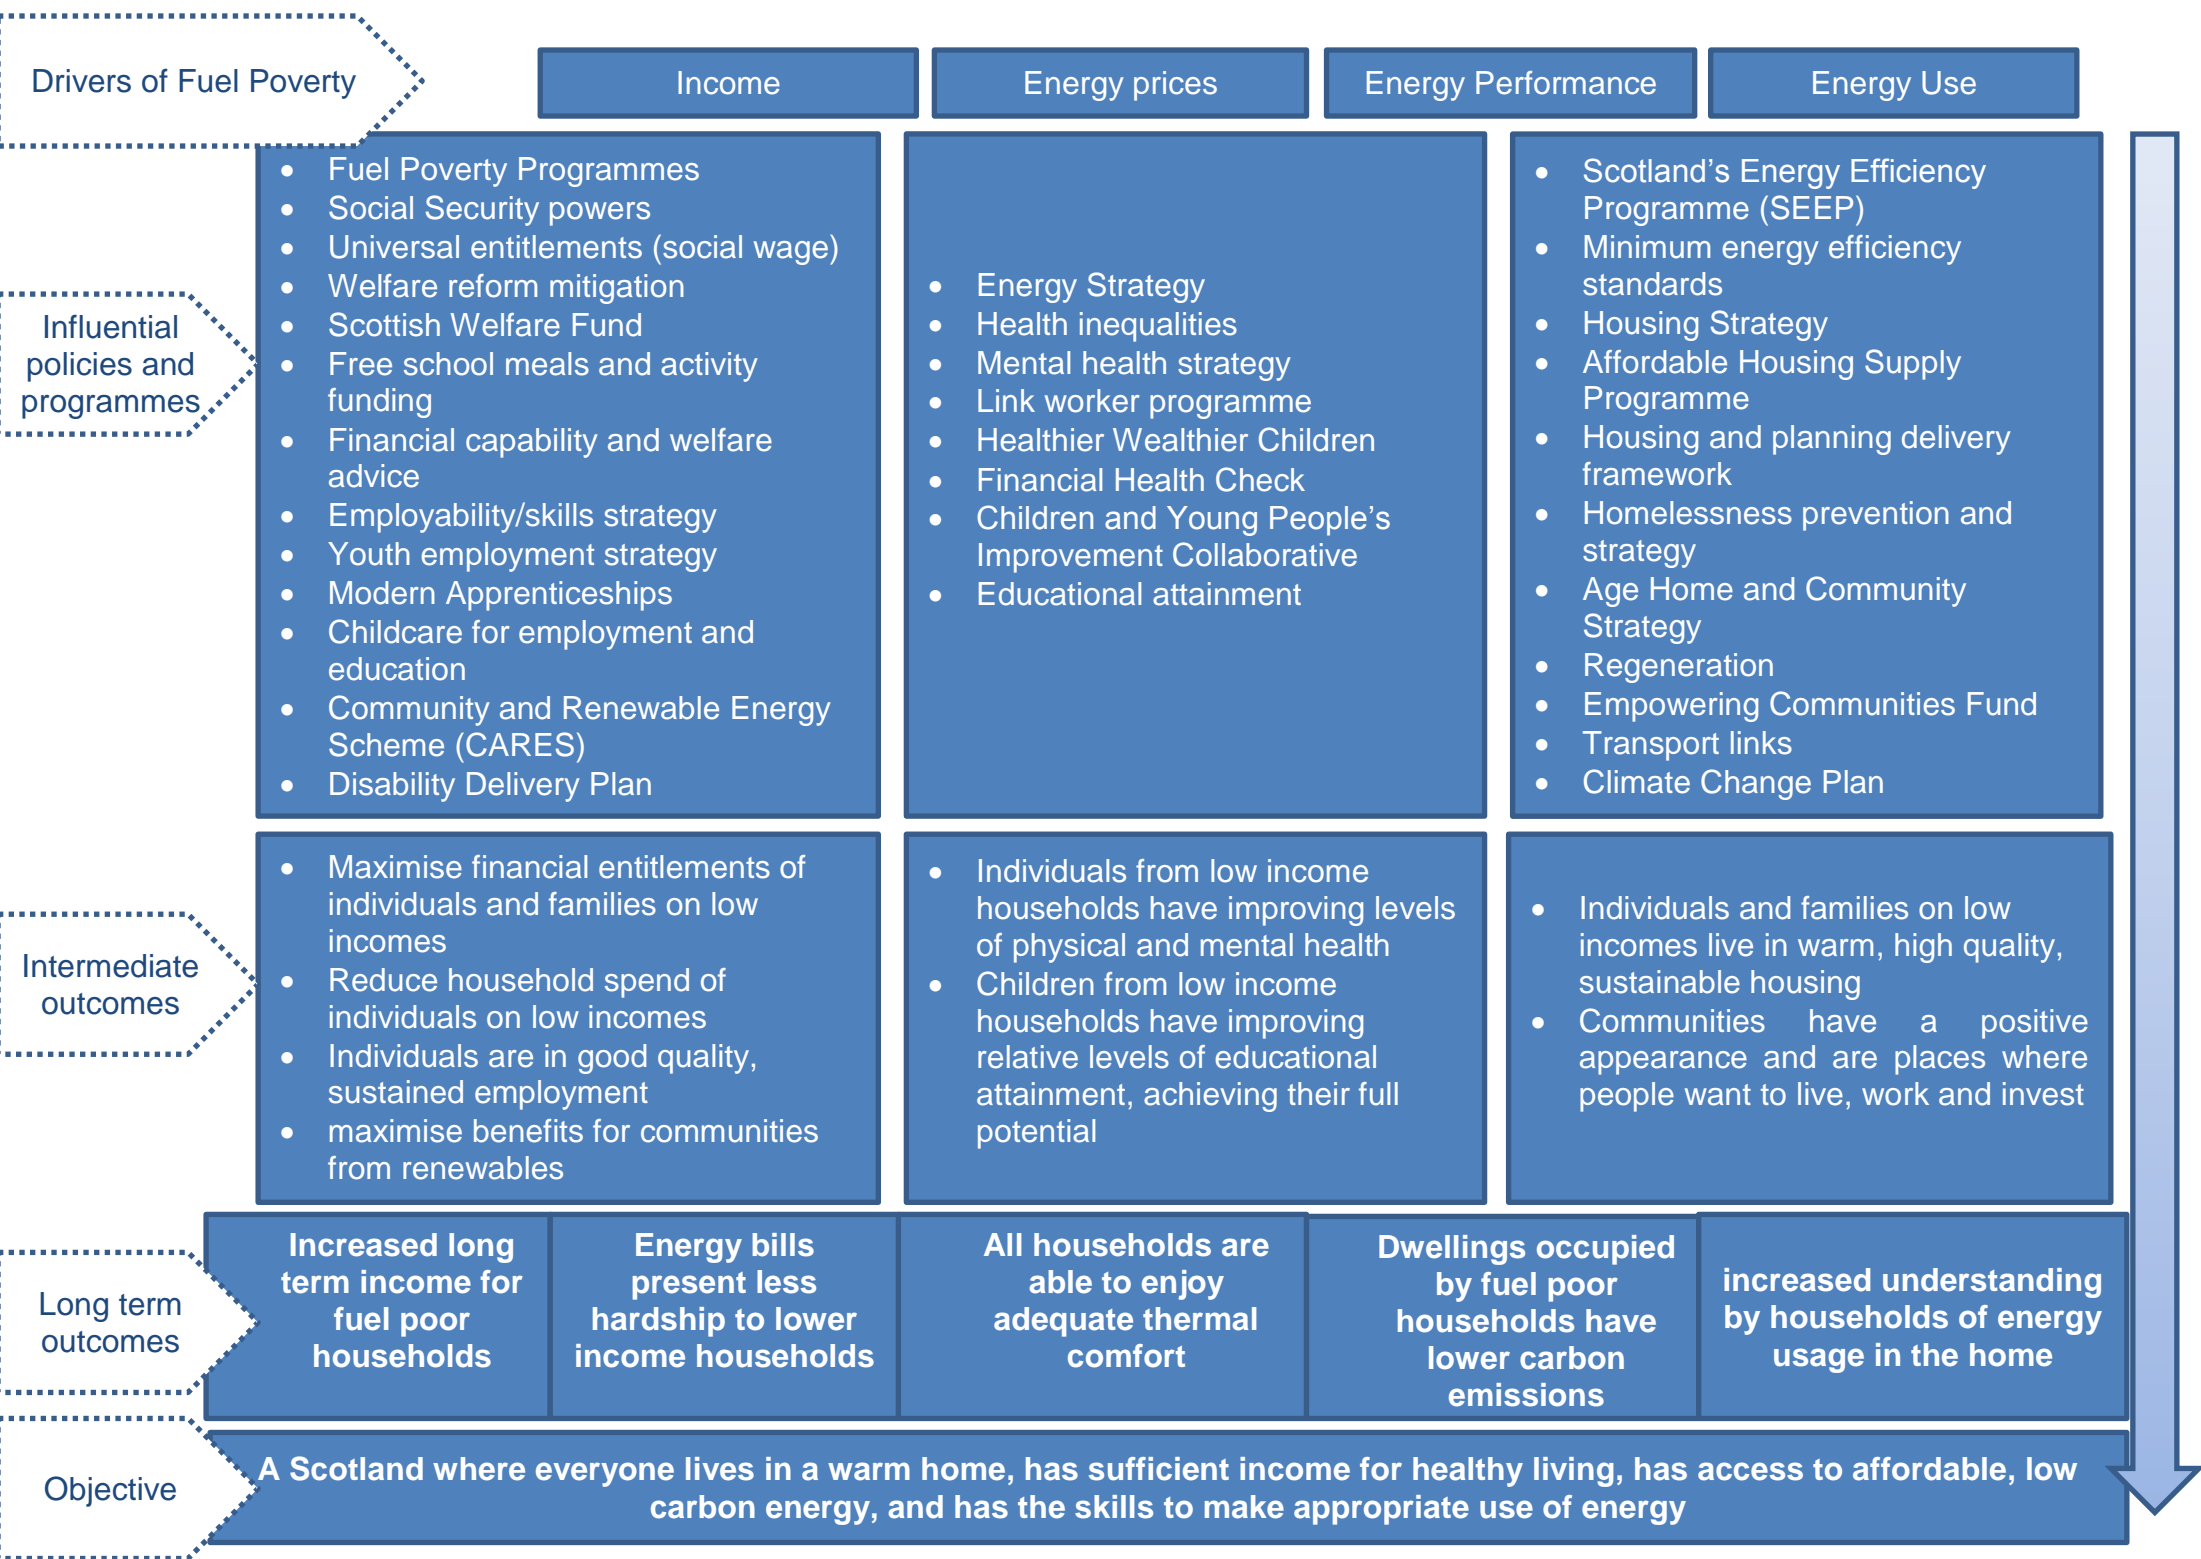 Drivers of Fuel Poverty
Income
Energy prices
Energy Performance
Energy Use
Influential
policies and
programmes
• Fuel Poverty Programmes
• Social Security powers
• Universal entitlements (social wage)
• Welfare reform mitigation
• Scottish Welfare Fund
• Free school meals and activity
funding
• Financial capability and welfare
advice
• Employability/skills strategy
• Youth employment strategy
• Modern Apprenticeships
• Childcare for employment and
education
• Community and Renewable Energy
Scheme (CARES)
• Disability Delivery Plan
• Energy Strategy
• Health inequalities
• Mental health strategy
• Link worker programme
• Healthier Wealthier Children
• Financial Health Check
• Children and Young People’s
Improvement Collaborative
• Educational attainment
• Scotland’s Energy Efficiency
Programme (SEEP)
• Minimum energy efficiency
standards
• Housing Strategy
• Affordable Housing Supply
Programme
• Housing and planning delivery
framework
• Homelessness prevention and
strategy
• Age Home and Community
Strategy
• Regeneration
• Empowering Communities Fund
• Transport links
• Climate Change Plan
Intermediate
outcomes
• Maximise financial entitlements of
individuals and families on low
incomes
• Reduce household spend of
individuals on low incomes
• Individuals are in good quality,
sustained employment
• maximise benefits for communities
from renewables
• Individuals from low income
households have improving levels
of physical and mental health
• Children from low income
households have improving
relative levels of educational
attainment, achieving their full
potential
• Individuals and families on low
incomes live in warm, high quality,
sustainable housing
• Communities have a positive
appearance and are places where
people want to live, work and invest
Long term
outcomes
Increased long
term income for
fuel poor
households
Energy bills
present less
hardship to lower
income households
All households are
able to enjoy
adequate thermal
comfort
Dwellings occupied
by fuel poor
households have
lower carbon
emissions
increased understanding
by households of energy
usage in the home
Objective
A Scotland where everyone lives in a warm home, has sufficient income for healthy living, has access to affordable, low
carbon energy, and has the skills to make appropriate use of energy